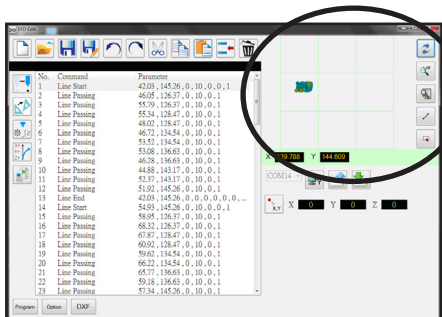 No. Command Parameter
1 Line Start 42.03 , 145.26 , 0 , 10 , 0 , 0 , 1
2 Line Passing 46.05 , 126.37 , 0 , 10 , 0 , 1
3 Line Passing 55.79 , 126.37 , 0 , 10 , 0 , 1
4 Line Passing 55.34 , 128.47 , 0 , 10 , 0 , 1
5 Line Passing 48.02 , 128.47 , 0 , 10 , 0 , 1
6 Line Passing 46.72 , 134.54 , 0 , 10 , 0 , 1
7 Line Passing 53.52 , 134.54 , 0 , 10 , 0 , 1
8 Line Passing 53.08 , 136.63 , 0 , 10 , 0 , 1
9 Line Passing 46.28 , 136.63 , 0 , 10 , 0 , 1
10 Line Passing 44.88 , 143.17 , 0 , 10 , 0 , 1
11 Line Passing 52.37 , 143.17 , 0 , 10 , 0 , 1
12 Line Passing 51.92 , 145.26 , 0 , 10 , 0 , 1
13 Line End 42.03 , 145.26 , 0 , 0 , 0 , 0 , 0 , 0 , ...
14 Line Start 54.93 , 145.26 , 0 , 10 , 0 , 0 , 1
15 Line Passing 58.95 , 126.37 , 0 , 10 , 0 , 1
16 Line Passing 68.32 , 126.37 , 0 , 10 , 0 , 1
17 Line Passing 67.87 , 128.47 , 0 , 10 , 0 , 1
18 Line Passing 60.92 , 128.47 , 0 , 10 , 0 , 1
19 Line Passing 59.62 , 134.54 , 0 , 10 , 0 , 1
20 Line Passing 66.22 , 134.54 , 0 , 10 , 0 , 1
21 Line Passing 65.77 , 136.63 , 0 , 10 , 0 , 1
22 Line Passing 59.18 , 136.63 , 0 , 10 , 0 , 1
23 Line Passing 57.34 , 145.26 , 0 , 10 , 0 , 1
X Y 144.609
COM14
X,Y X 0 Y 0 Z 0
Program Option DXF